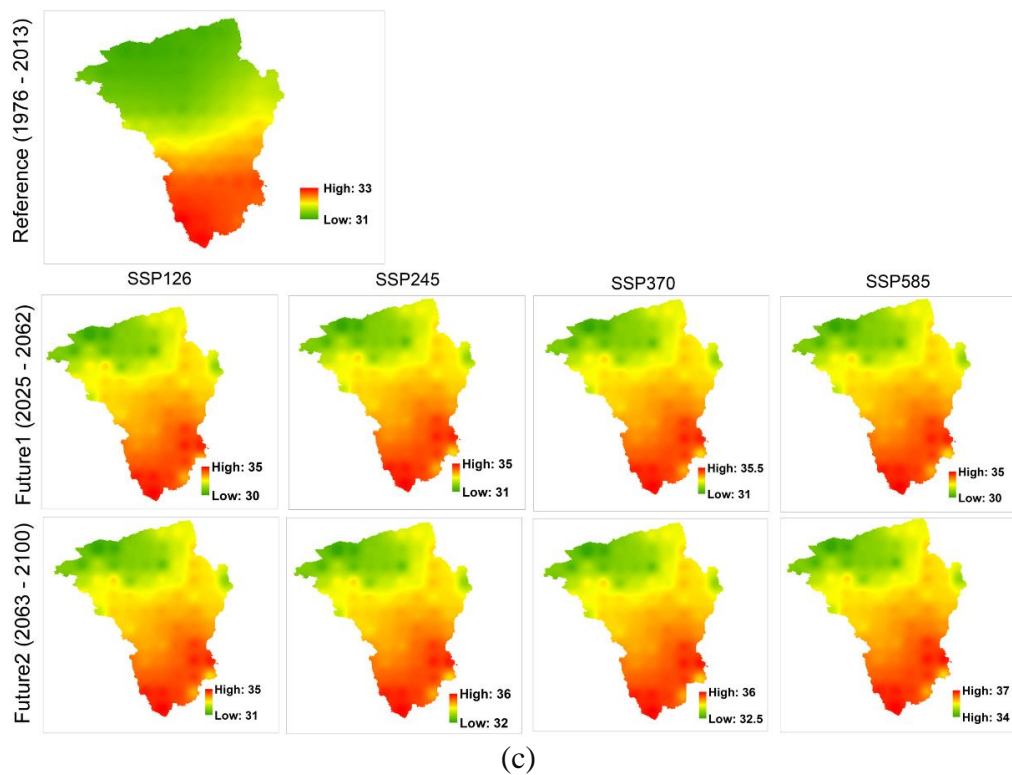 Reference (1976 - 2013)
High: 33
Low: 31
SSP126
SSP245
SSP370
SSP585
Future1 (2025 - 2062)
High: 35
Low: 30
High: 35
Low: 31
High: 35.5
Low: 31
High: 35
Low: 30
Future2 (2063 - 2100)
High: 35
Low: 31
High: 36
Low: 32
High: 36
Low: 32.5
High: 37
High: 34
(c)